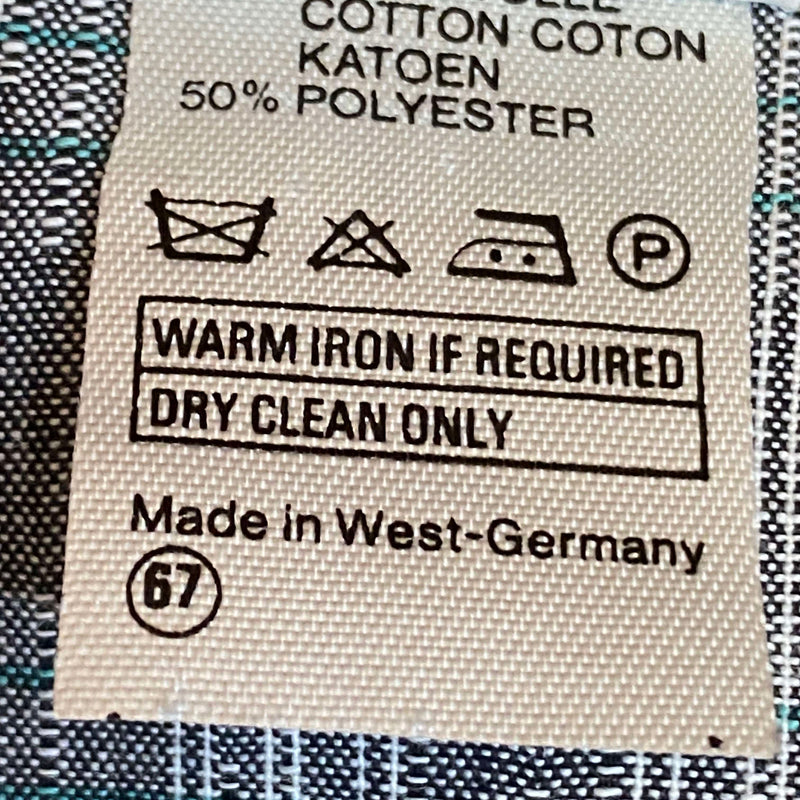 COTTON COTON
KATOEN
50% POLYESTER
P
WARM IRON IF REQUIRED
DRY CLEAN ONLY
Made in West-Germany
67